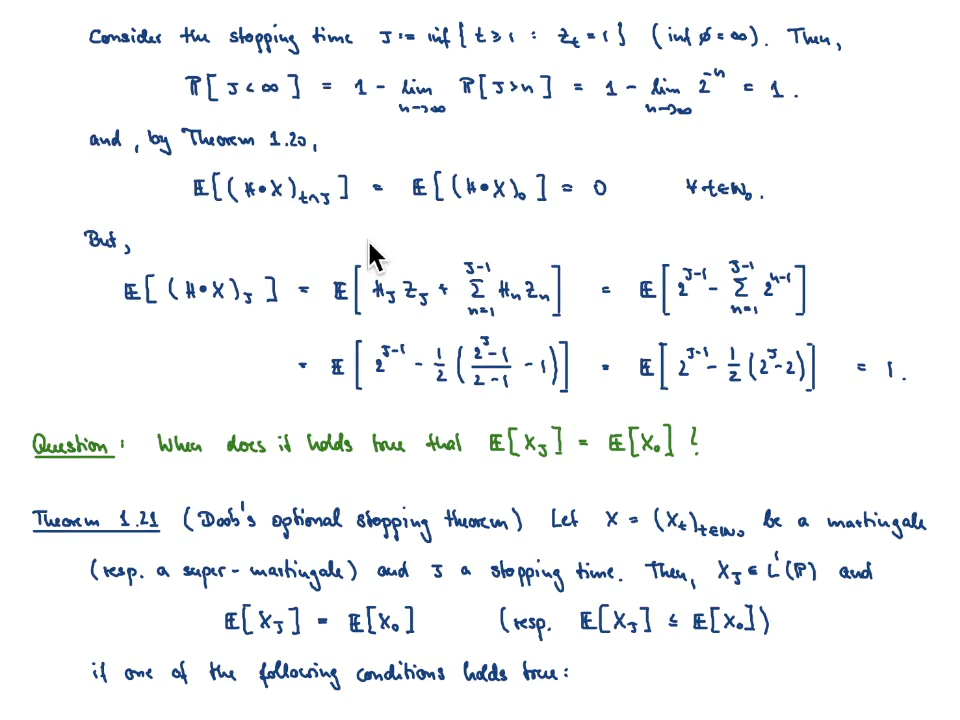 Consider the stopping time J := inf{ t ≥ 1 : Z_t = 1 } (inf ∅ = ∞). Then,
ℙ[ J < ∞ ] = 1 - lim_{n→∞} ℙ[ J > n ] = 1 - lim_{n→∞} 2^{-n} = 1 .
and, by Theorem 1.20,
𝔼[ (H•X)_{t∧J} ] = 𝔼[ (H•X)_0 ] = 0 ∀ t ∈ ℕ_0 .
But,
𝔼[ (H•X)_J ] = 𝔼[ H_J Z_J + ∑_{n=1}^{J-1} H_n Z_n ] = 𝔼[ 2^{J-1} - ∑_{n=1}^{J-1} 2^{n-1} ]
= 𝔼[ 2^{J-1} - 1/2 ( (2^J - 1)/(2 - 1) - 1 ) ] = 𝔼[ 2^{J-1} - 1/2 (2^J - 2) ] = 1 .
Question : When does it holds true that 𝔼[X_J] = 𝔼[X_0] ?
Theorem 1.21 (Doob's optional stopping theorem) Let X = (X_t)_{t∈ℕ_0} be a martingale
(resp. a super-martingale) and J a stopping time. Then, X_J ∈ L^1(ℙ) and
𝔼[X_J] = 𝔼[X_0] (resp. 𝔼[X_J] ≤ 𝔼[X_0])
if one of the following conditions holds true :